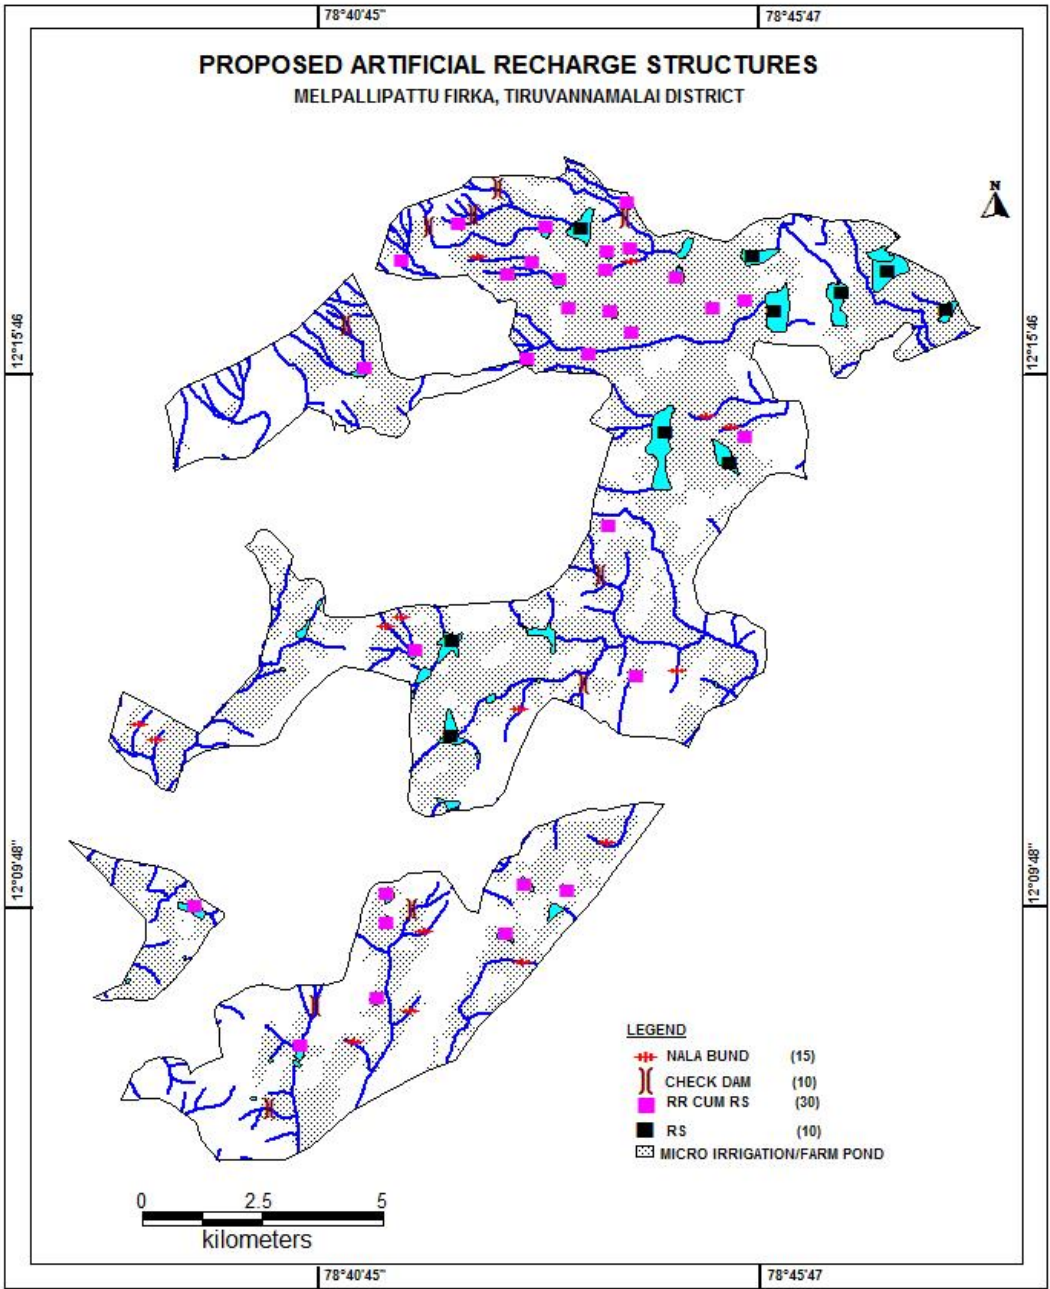 78°40'45" 78°45'47
PROPOSED ARTIFICIAL RECHARGE STRUCTURES
MELPALLIPATTU FIRKA, TIRUVANNAMALAI DISTRICT
N
12°15'46 12°15'46
12°09'48" 12°09'48"
LEGEND
NALA BUND (15)
CHECK DAM (10)
RR CUM RS (30)
RS (10)
MICRO IRRIGATION/FARM POND
0 2.5 5
kilometers
78°40'45" 78°45'47